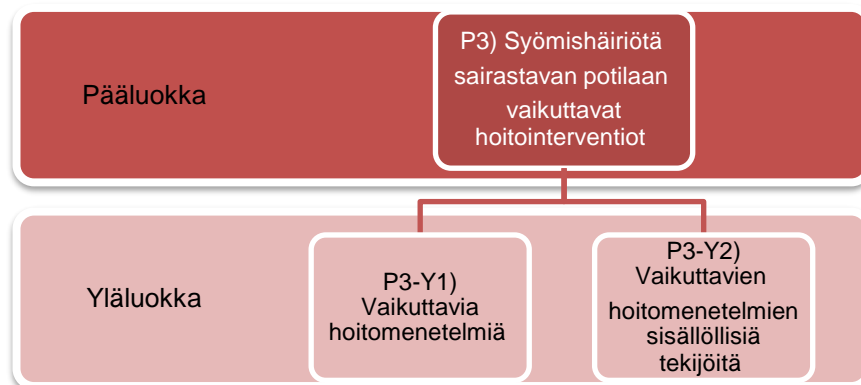 Pääluokka
P3) Syömishäiriötä
sairastavan potilaan
vaikuttavat
hoitointerventiot
Yläluokka
P3-Y1)
Vaikuttavia
hoitomenetelmiä
P3-Y2)
Vaikuttavien
hoitomenetelmien
sisällöllisiä
tekijöitä